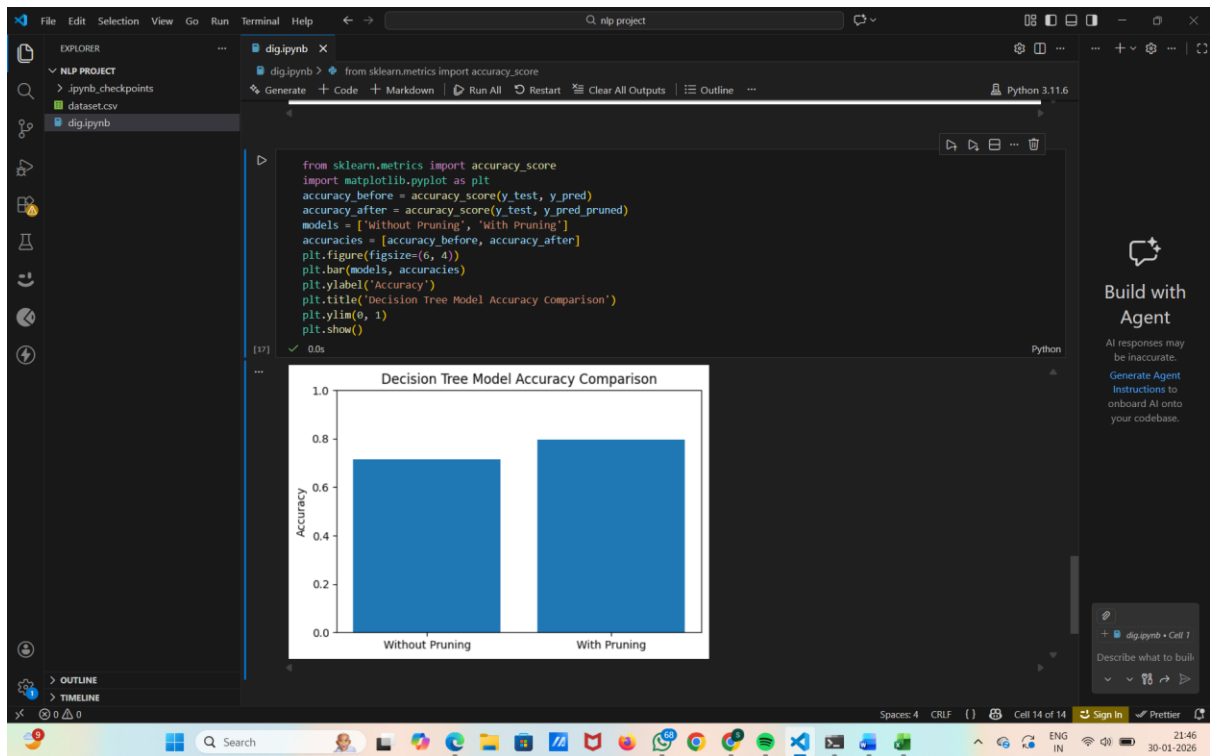 File Edit Selection View Go Run Terminal Help
nlp project
EXPLORER
NLP PROJECT
.ipynb_checkpoints
dataset.csv
dig.ipynb
OUTLINE
TIMELINE
dig.ipynb
dig.ipynb > from sklearn.metrics import accuracy_score
Generate + Code + Markdown | Run All Restart Clear All Outputs | Outline ...
Python 3.11.6
from sklearn.metrics import accuracy_score
import matplotlib.pyplot as plt
accuracy_before = accuracy_score(y_test, y_pred)
accuracy_after = accuracy_score(y_test, y_pred_pruned)
models = ['Without Pruning', 'With Pruning']
accuracies = [accuracy_before, accuracy_after]
plt.figure(figsize=(6, 4))
plt.bar(models, accuracies)
plt.ylabel('Accuracy')
plt.title('Decision Tree Model Accuracy Comparison')
plt.ylim(0, 1)
plt.show()
[37] 0.0s
Python
Decision Tree Model Accuracy Comparison
1.0
0.8
0.6
0.4
0.2
0.0
Accuracy
Without Pruning With Pruning
Build with
Agent
AI responses may
be inaccurate.
Generate Agent
Instructions to
onboard AI onto
your codebase.
dig.ipynb • Cell 1
Describe what to buil
0 0
Spaces: 4 CRLF { } Cell 14 of 14 Sign In Prettier
9
Search
68
ENG
IN
21:46
30-01-2026